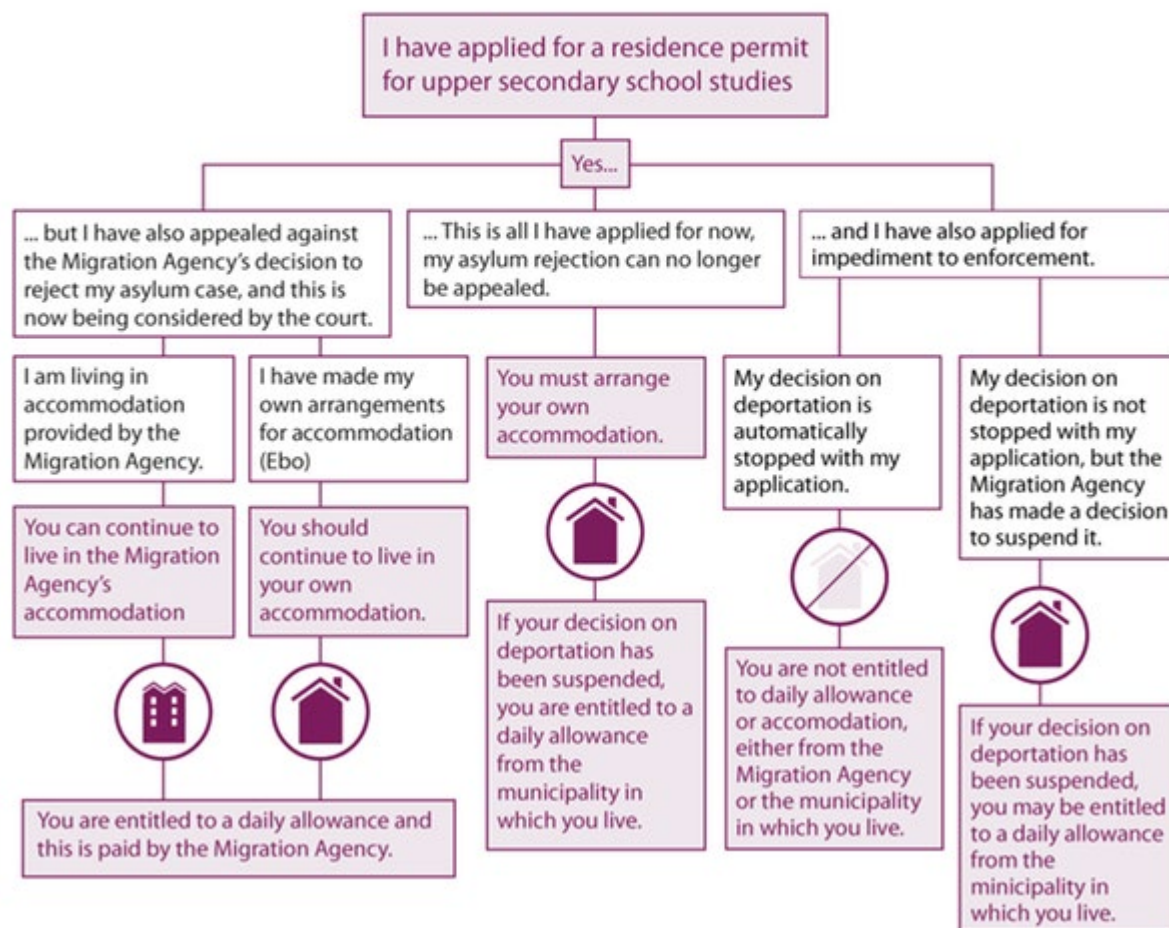 I have applied for a residence permit
for upper secondary school studies
Yes...
... but I have also appealed against
the Migration Agency's decision to
reject my asylum case, and this is
now being considered by the court.
... This is all I have applied for now,
my asylum rejection can no longer
be appealed.
... and I have also applied for
impediment to enforcement.
I am living in
accommodation
provided by the
Migration Agency.
I have made my
own arrangements
for accommodation
(Ebo)
You must arrange
your own
accommodation.
My decision on
deportation is
automatically
stopped with my
application.
My decision on
deportation is not
stopped with my
application, but the
Migration Agency
has made a decision
to suspend it.
You can continue to
live in the Migration
Agency's
accommodation
You should
continue to live in
your own
accommodation.
If your decision on
deportation has
been suspended,
you are entitled to a
daily allowance
from the
municipality in
which you live.
You are not entitled
to daily allowance
or accomodation,
either from the
Migration Agency
or the municipality
in which you live.
If your decision on
deportation has
been suspended,
you may be entitled
to a daily allowance
from the
minicipality in
which you live.
You are entitled to a daily allowance and
this is paid by the Migration Agency.